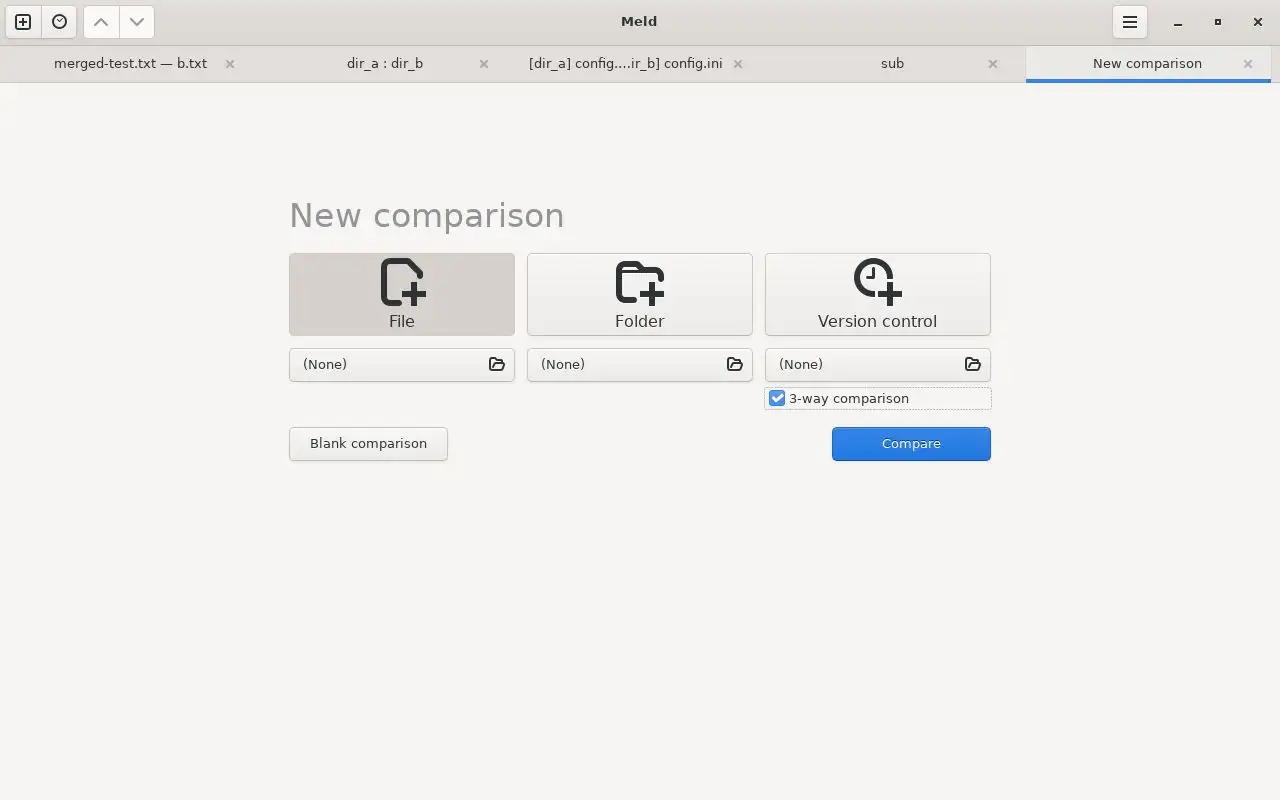 Meld
merged-test.txt — b.txt
dir_a : dir_b
[dir_a] config....ir_b] config.ini
sub
New comparison
New comparison
File
Folder
Version control
(None)
(None)
(None)
3-way comparison
Blank comparison
Compare